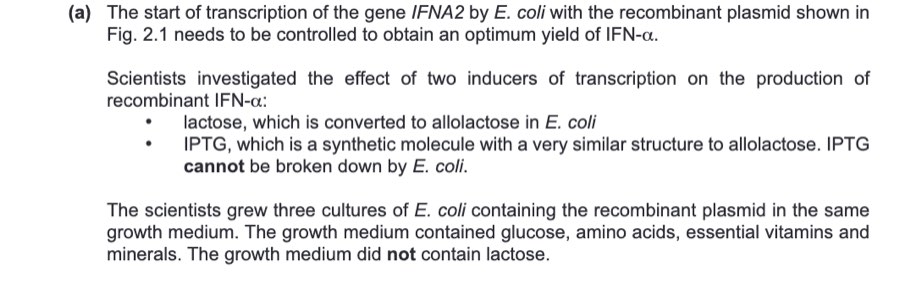 (a) The start of transcription of the gene IFNA2 by E. coli with the recombinant plasmid shown in
Fig. 2.1 needs to be controlled to obtain an optimum yield of IFN-α.
Scientists investigated the effect of two inducers of transcription on the production of
recombinant IFN-α:
• lactose, which is converted to allolactose in E. coli
• IPTG, which is a synthetic molecule with a very similar structure to allolactose. IPTG
cannot be broken down by E. coli.
The scientists grew three cultures of E. coli containing the recombinant plasmid in the same
growth medium. The growth medium contained glucose, amino acids, essential vitamins and
minerals. The growth medium did not contain lactose.